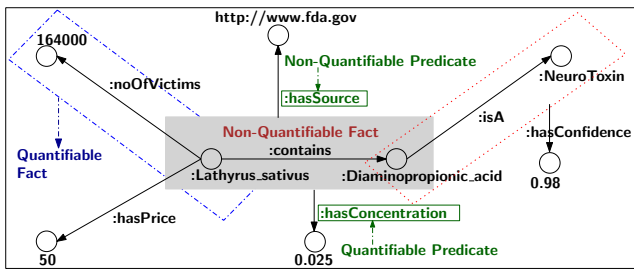 http://www.fda.gov
164000
Non-Quantifiable Predicate
:noOfVictims
:NeuroToxin
:hasSource
:isA
Non-Quantifiable Fact
:hasConfidence
:contains
Quantifiable
Fact
:Lathyrus_sativus
:Diaminopropionic_acid
0.98
:hasPrice
:hasConcentration
Quantifiable Predicate
50
0.025